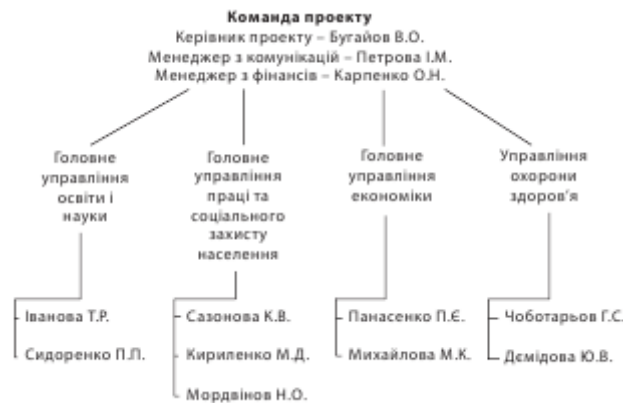 Команда проекту
Керівник проекту – Бугайов В.О.
Менеджер з комунікацій – Петрова І.М.
Менеджер з фінансів – Карпенко О.Н.
Головне
управління
освіти і
науки
Головне
управління
праці та
соціального
захисту
населення
Головне
управління
економіки
Управління
охорони
здоров’я
Іванова Т.Р.
Сидоренко П.П.
Сазонова К.В.
Кириленко М.Д.
Мордвінов Н.О.
Панасенко П.Є.
Михайлова М.К.
Чоботарьов Г.С.
Дємідова Ю.В.